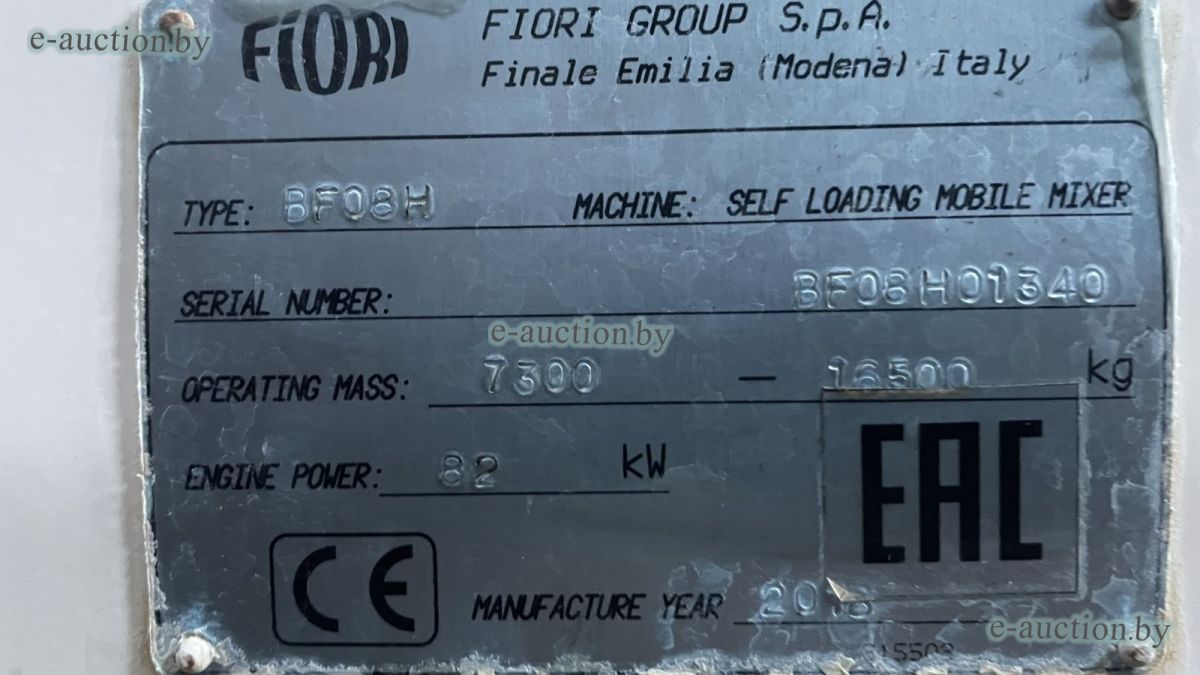 e-auction.by
FIORI FIORI GROUP S.p.A.
Finale Emilia (Modena) Italy
TYPE: BF08H MACHINE: SELF LOADING MOBILE MIXER
SERIAL NUMBER: BF08H01340
e-auction.by
OPERATING MASS: 7300 – 16500 kg
ENGINE POWER: 82 kW
EAC
CE MANUFACTURE YEAR
e-auction.by